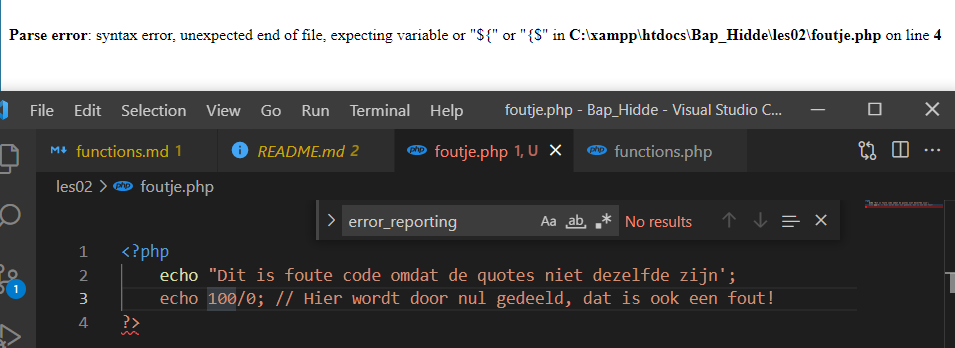 Parse error: syntax error, unexpected end of file, expecting variable or "${" or "{$" in C:\xampp\htdocs\Bap_Hidde\les02\foutje.php on line 4
File Edit Selection View Go Run Terminal Help foutje.php - Bap_Hidde - Visual Studio C...
functions.md 1 README.md 2 php foutje.php 1, U php functions.php
les02 > php foutje.php
error_reporting Aa ab .* No results
1 <?php
2 echo "Dit is foute code omdat de quotes niet dezelfde zijn';
3 echo 100/0; // Hier wordt door nul gedeeld, dat is ook een fout!
1
4 ?>